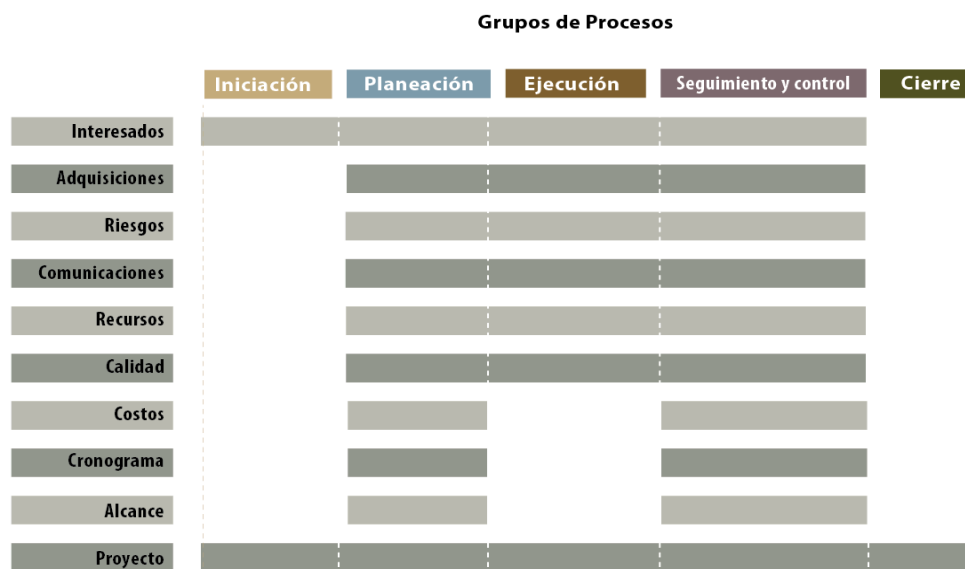 Grupos de Procesos
Iniciación Planeación Ejecución Seguimiento y control Cierre
Interesados
Adquisiciones
Riesgos
Comunicaciones
Recursos
Calidad
Costos
Cronograma
Alcance
Proyecto